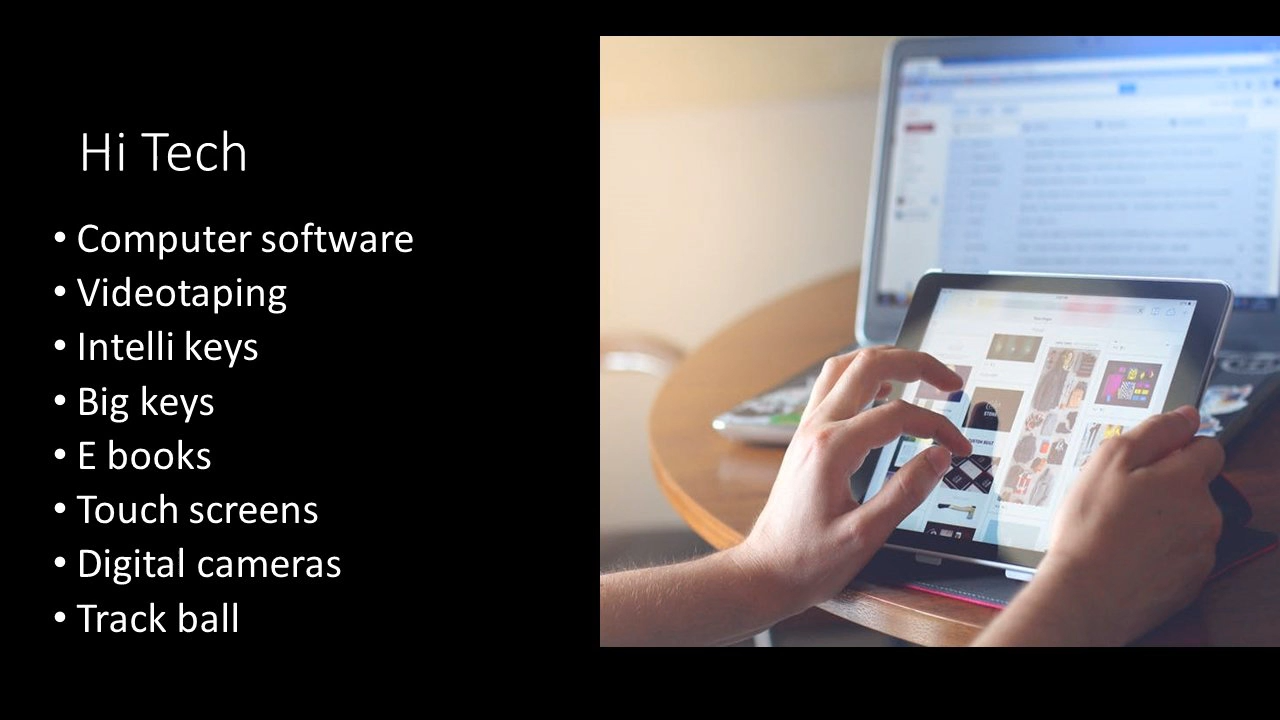 Hi Tech
• Computer software
• Videotaping
• Intelli keys
• Big keys
• E books
• Touch screens
• Digital cameras
• Track ball